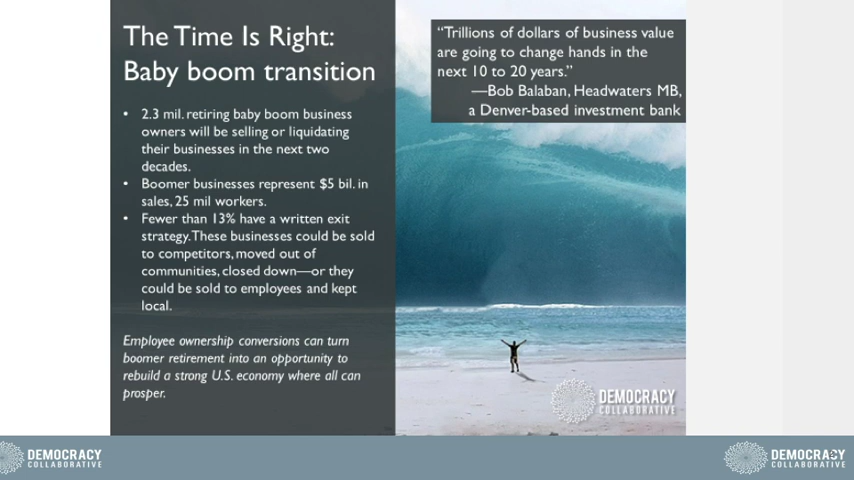 The Time Is Right:
Baby boom transition
• 2.3 mil. retiring baby boom business
owners will be selling or liquidating
their businesses in the next two
decades.
• Boomer businesses represent $5 bil. in
sales, 25 mil workers.
• Fewer than 13% have a written exit
strategy. These businesses could be sold
to competitors, moved out of
communities, closed down—or they
could be sold to employees and kept
local.
Employee ownership conversions can turn
boomer retirement into an opportunity to
rebuild a strong U.S. economy where all can
prosper.
“Trillions of dollars of business value
are going to change hands in the
next 10 to 20 years.”
—Bob Balaban, Headwaters MB,
a Denver-based investment bank
DEMOCRACY
COLLABORATIVE
DEMOCRACY
COLLABORATIVE
DEMOCRACY
COLLABORATIVE